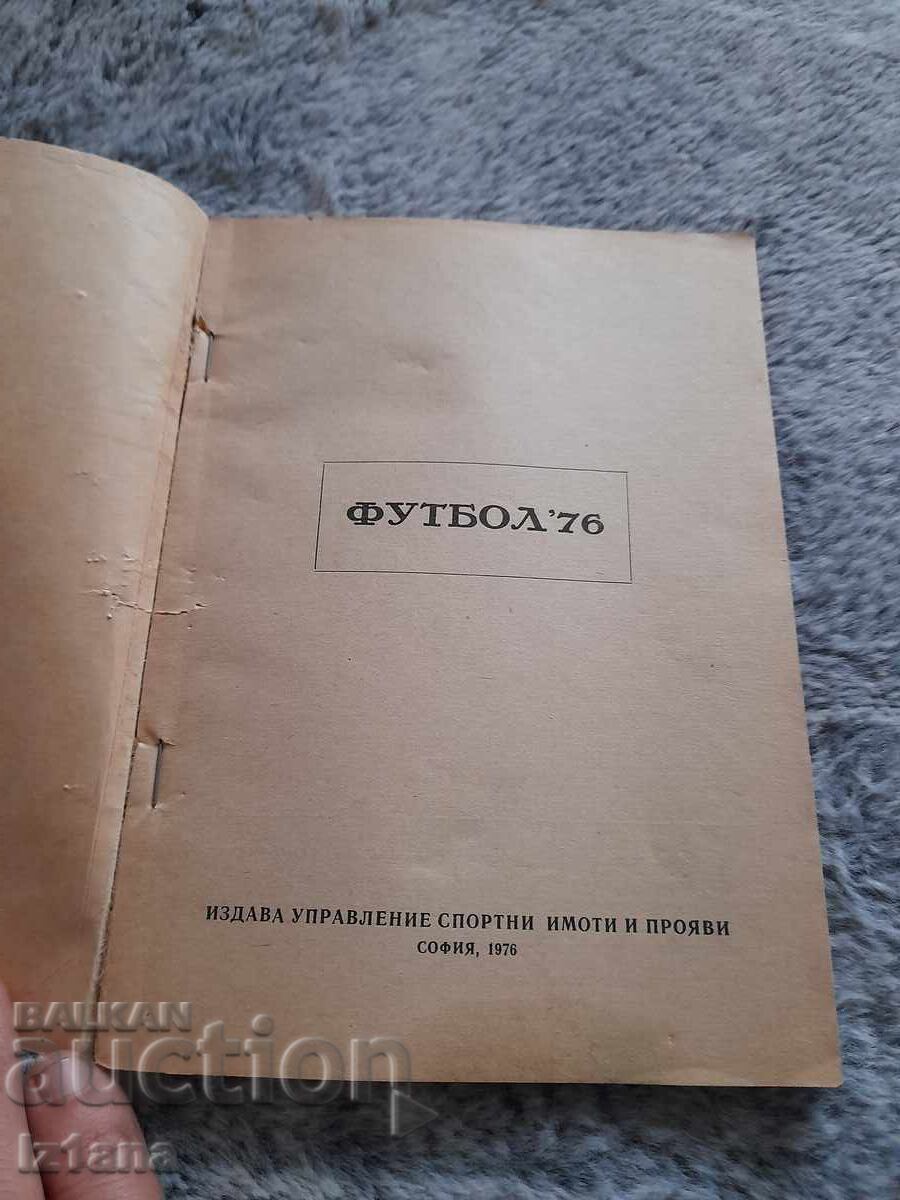 ФУТБОЛ '76
ИЗДАВА УПРАВЛЕНИЕ СПОРТНИ ИМОТИ И ПРОЯВИ
СОФИЯ, 1976
BALKAN
auction
Iz1ana